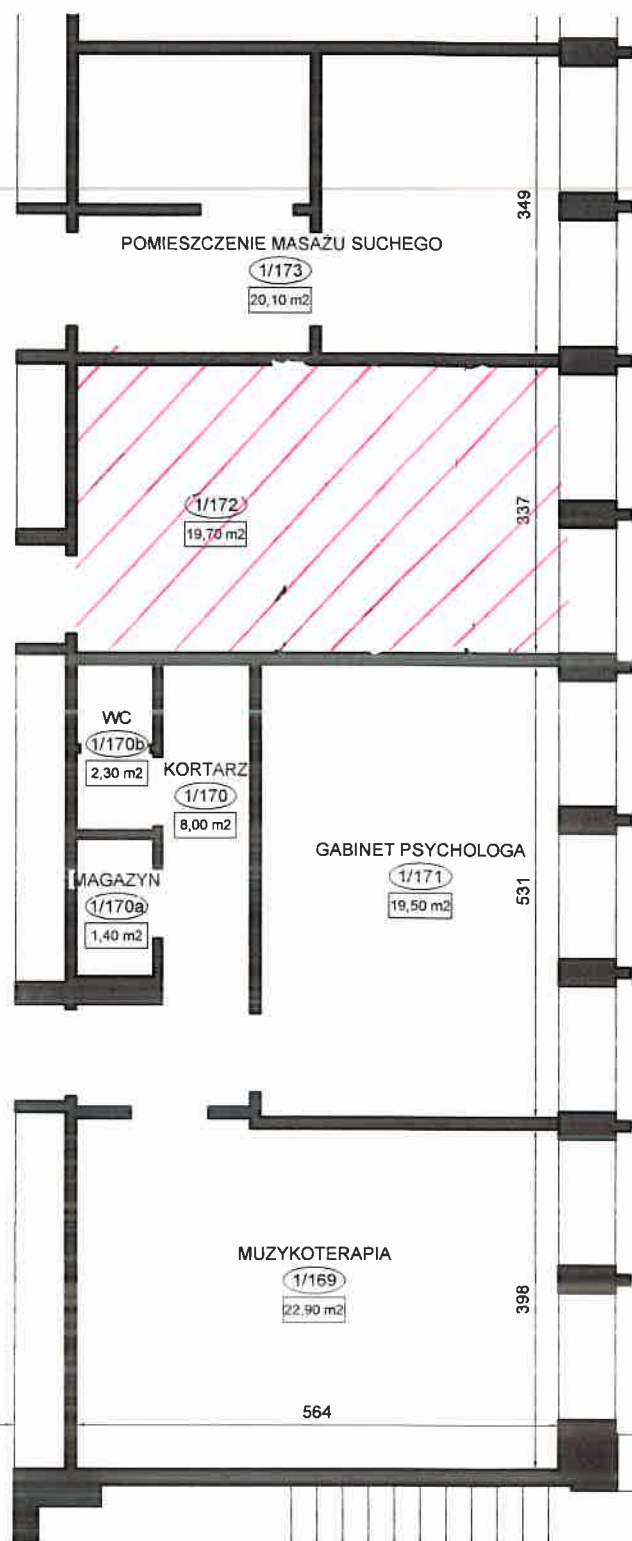 349
POMIESZCZENIE MASAŻU SUCHEGO
1/173
20,10 m2
1/172
19,70 m2
337
WC
1/170b
2,30 m2
KORTARZ
1/170
8,00 m2
GABINET PSYCHOLOGA
1/171
19,50 m2
531
MAGAZYN
1/170a
1,40 m2
MUZYKOTERAPIA
1/169
22,90 m2
398
564